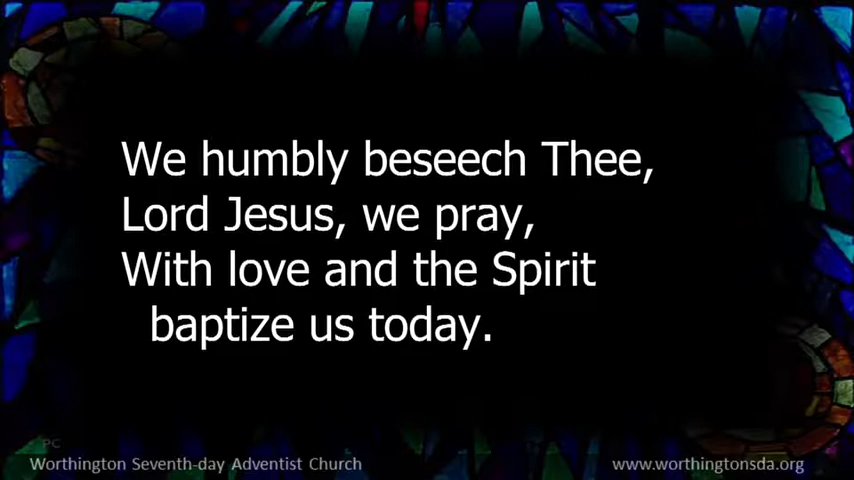 We humbly beseech Thee,
Lord Jesus, we pray,
With love and the Spirit
baptize us today.
PC
Worthington Seventh-day Adventist Church
www.worthingtonsda.org